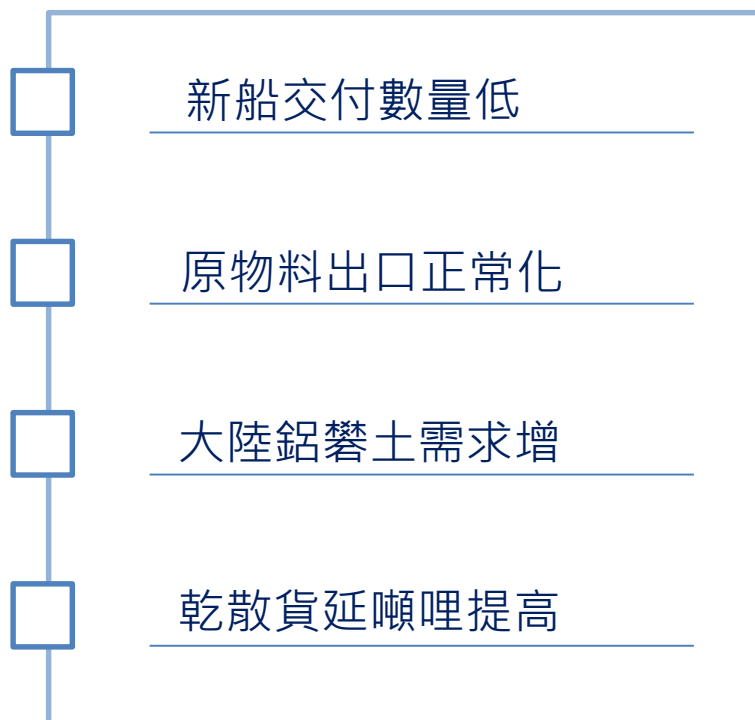 新船交付數量低
原物料出口正常化
大陸鋁礬土需求增
乾散貨延噸哩提高